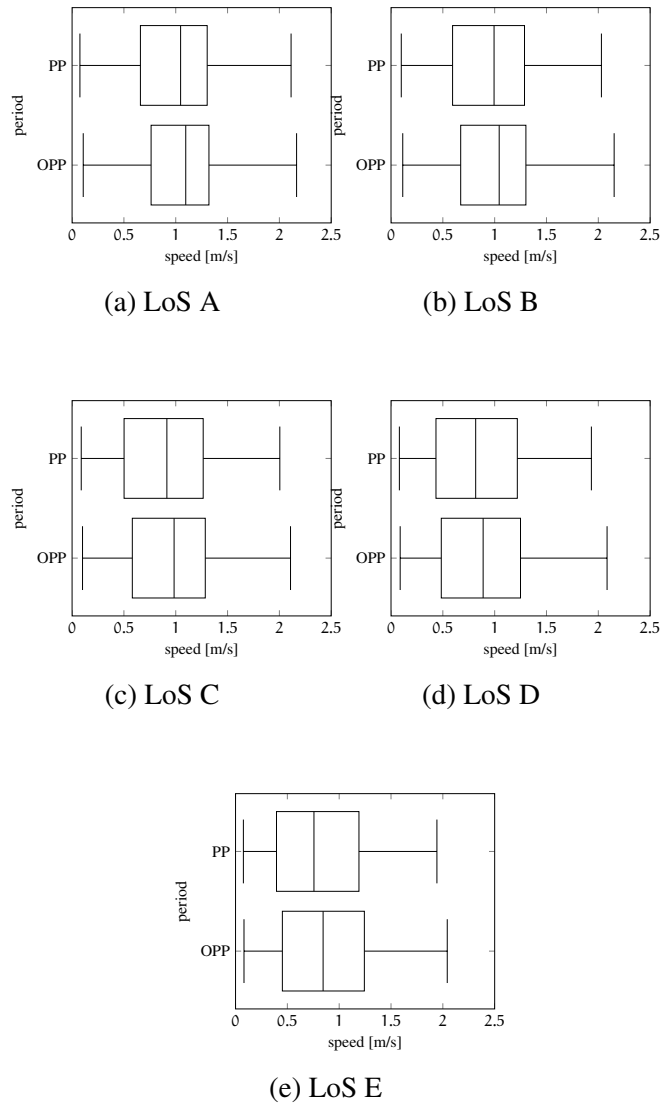 PP
OPP
period
0 0.5 1 1.5 2 2.5
speed [m/s]
(a) LoS A
PP
OPP
period
0 0.5 1 1.5 2 2.5
speed [m/s]
(b) LoS B
PP
OPP
period
0 0.5 1 1.5 2 2.5
speed [m/s]
(c) LoS C
PP
OPP
period
0 0.5 1 1.5 2 2.5
speed [m/s]
(d) LoS D
PP
OPP
period
0 0.5 1 1.5 2 2.5
speed [m/s]
(e) LoS E